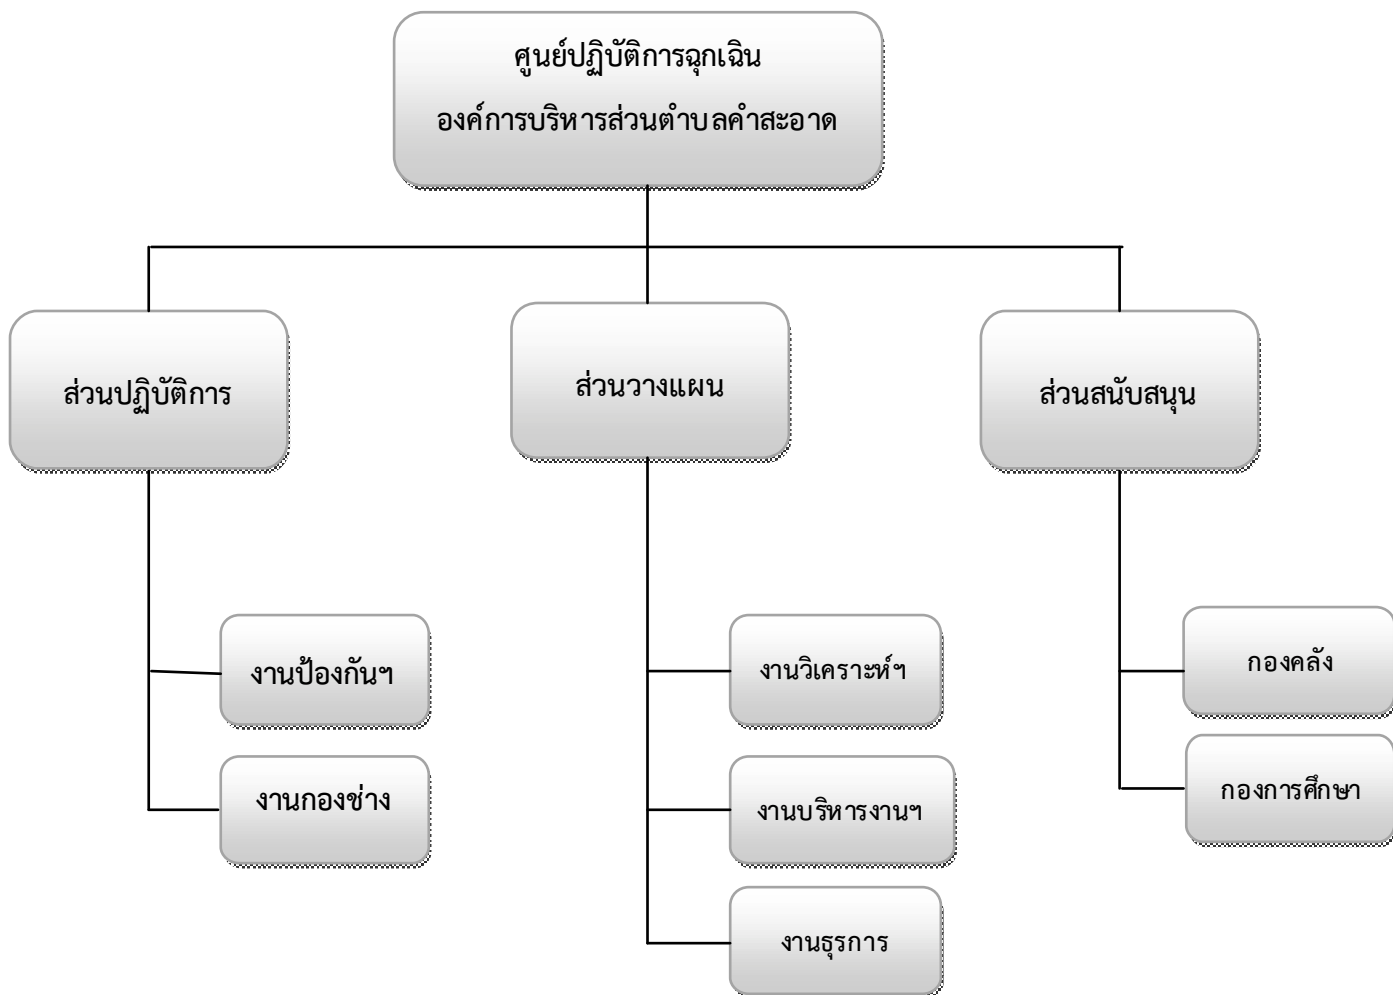 ศูนย์ปฏิบัติการฉุกเฉิน
องค์การบริหารส่วนตำบลคำสะอาด
ส่วนปฏิบัติการ
ส่วนวางแผน
ส่วนสนับสนุน
งานป้องกันฯ
งานกองช่าง
งานวิเคราะห์ฯ
งานบริหารงานฯ
งานธุรการ
กองคลัง
กองการศึกษา